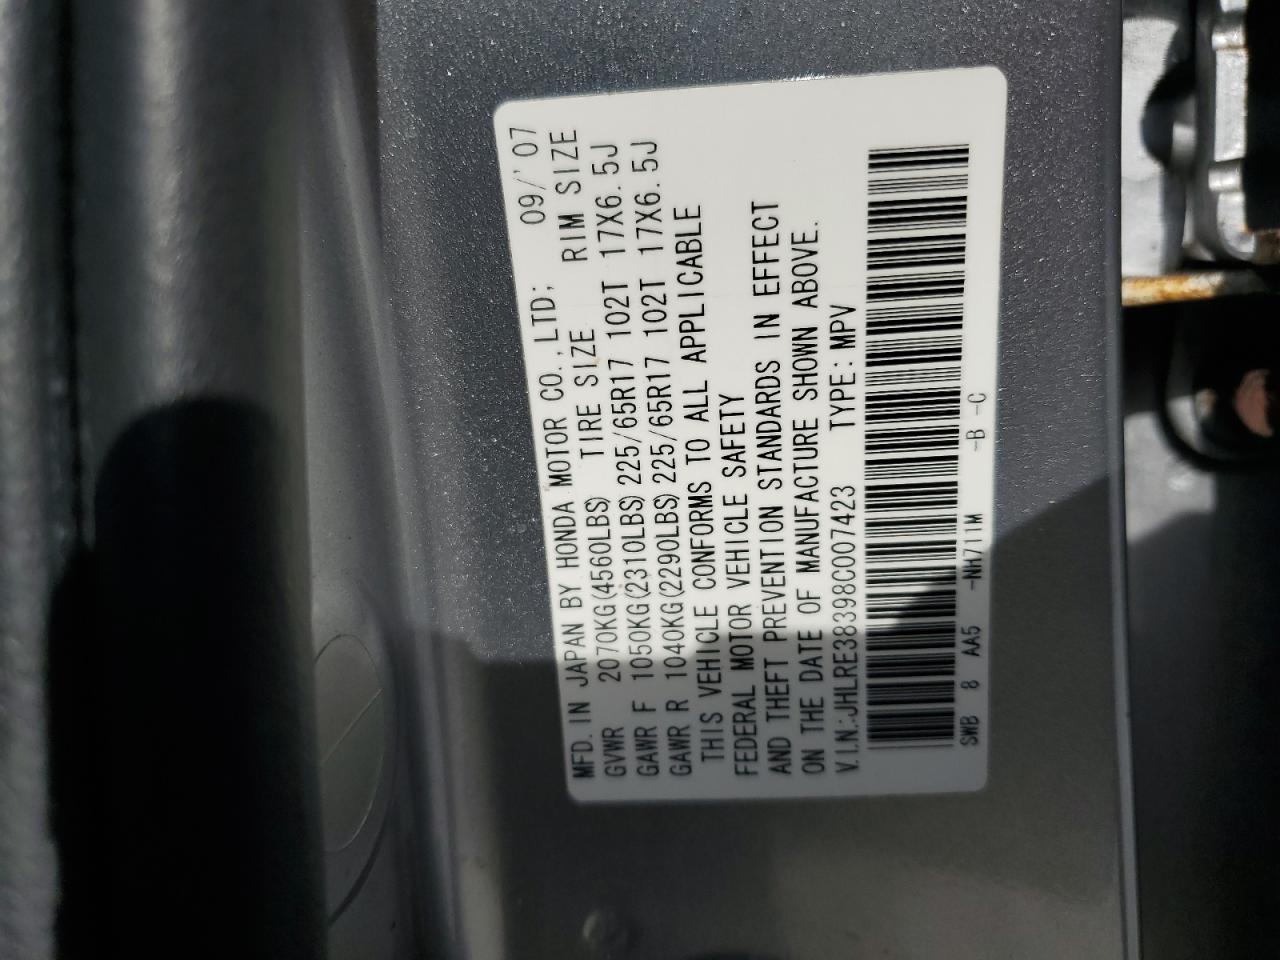 MFD. IN JAPAN BY HONDA MOTOR CO., LTD; 09/'07
GVWR 2070KG(4560LBS) TIRE SIZE RIM SIZE
GAWR F 1050KG(2310LBS) 225/65R17 102T 17X6.5J
GAWR R 1040KG(2290LBS) 225/65R17 102T 17X6.5J
THIS VEHICLE CONFORMS TO ALL APPLICABLE
FEDERAL MOTOR VEHICLE SAFETY
AND THEFT PREVENTION STANDARDS IN EFFECT
ON THE DATE OF MANUFACTURE SHOWN ABOVE.
V.I.N.:JHLRE38398C007423 TYPE: MPV
SWB 8 AA5 -NH711M -B -C